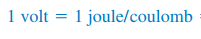 1 volt = 1 joule/coulomb =